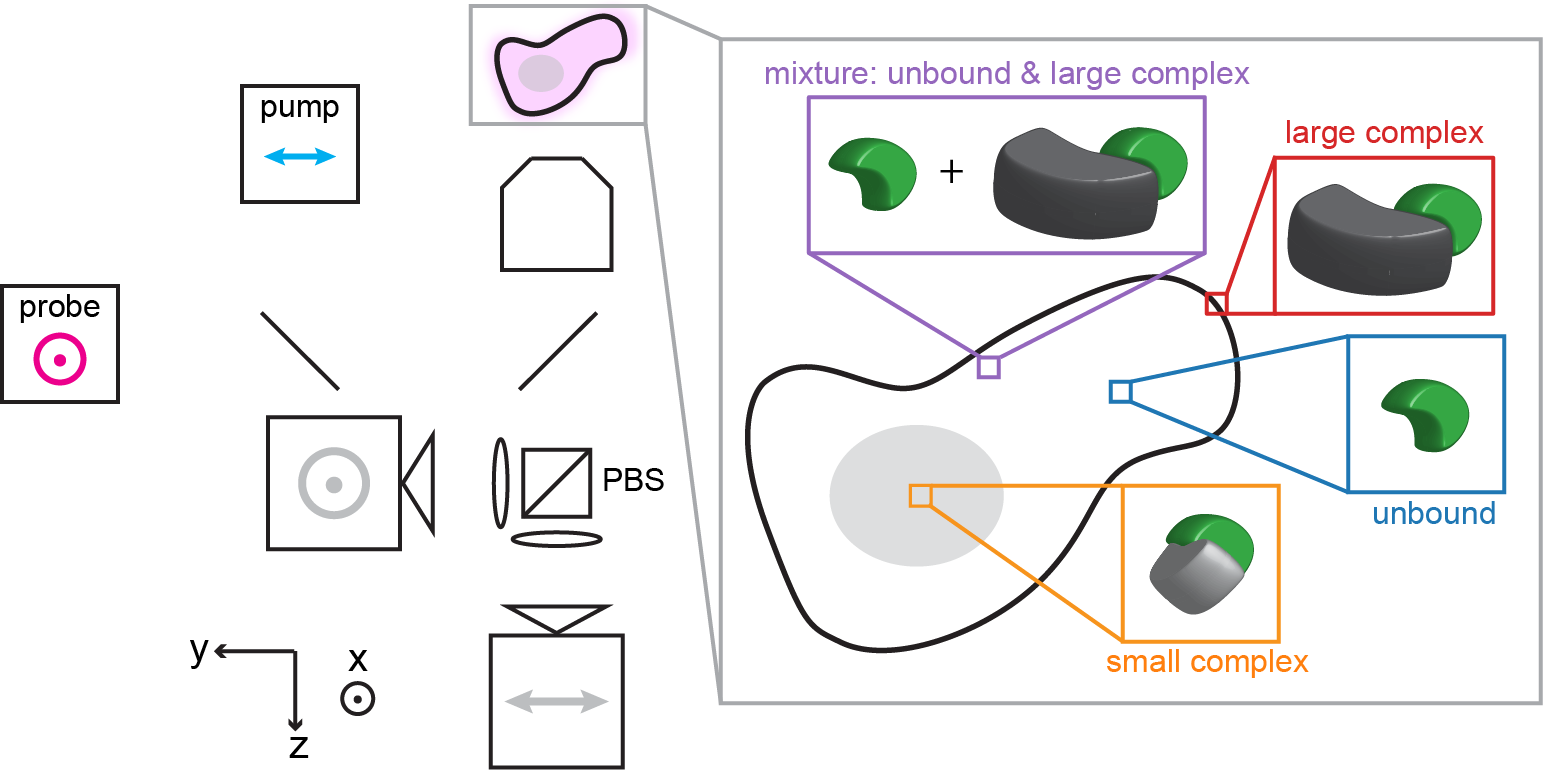 pump
probe
PBS
y
x
z
mixture: unbound & large complex
+
large complex
unbound
small complex